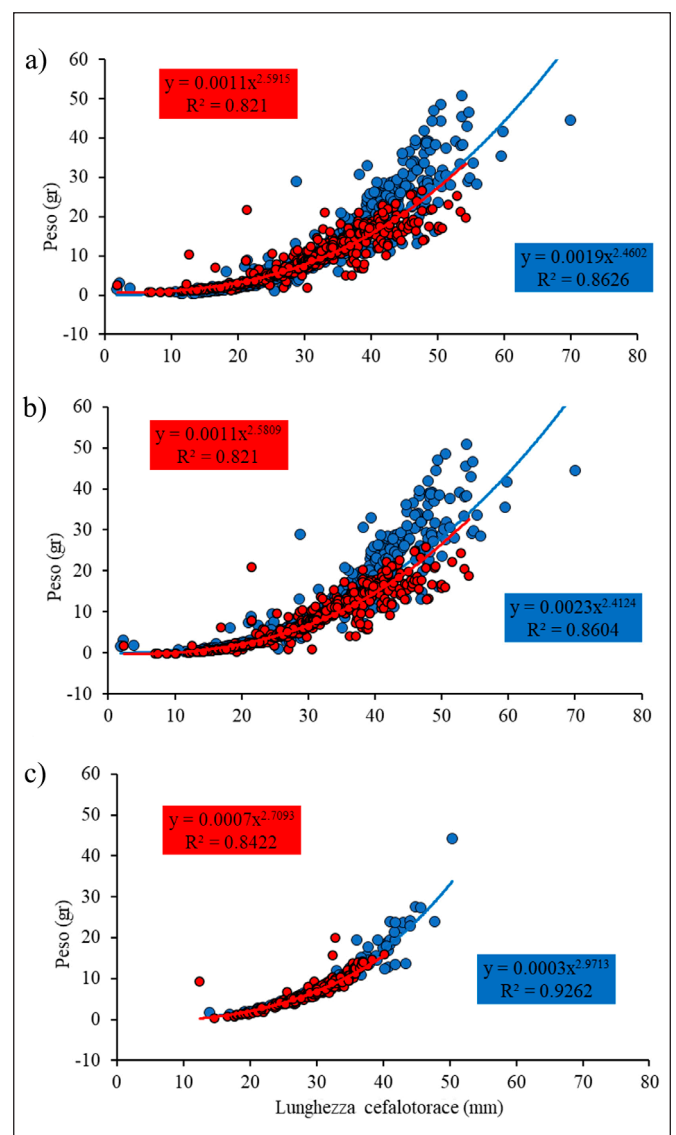 a)
60
50
40
30
20
10
0
-10
Peso (gr)
y = 0.0011x^2.5915
R² = 0.821
y = 0.0019x^2.4602
R² = 0.8626
0 10 20 30 40 50 60 70 80
b)
60
50
40
30
20
10
0
-10
Peso (gr)
y = 0.0011x^2.5809
R² = 0.821
y = 0.0023x^2.4124
R² = 0.8604
0 10 20 30 40 50 60 70 80
c)
60
50
40
30
20
10
0
-10
Peso (gr)
y = 0.0007x^2.7093
R² = 0.8422
y = 0.0003x^2.9713
R² = 0.9262
0 10 20 30 40 50 60 70 80
Lunghezza cefalotorace (mm)